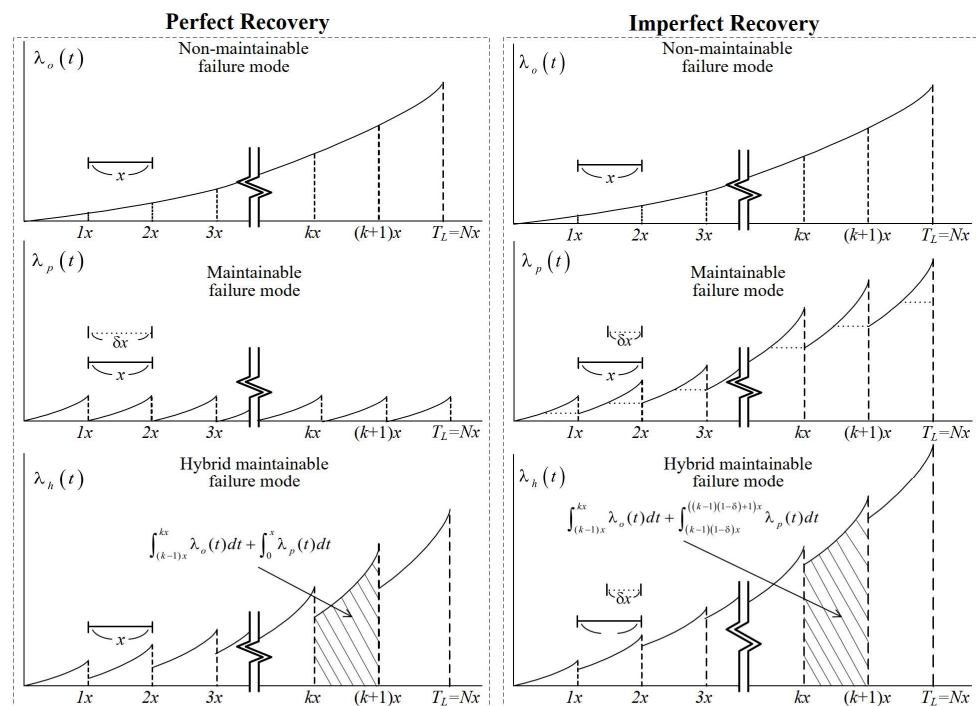 Perfect Recovery
Non-maintainable
failure mode
λ_o (t)
x
1x 2x 3x kx (k+1)x T_L=Nx
λ_p (t)
Maintainable
failure mode
δx
x
1x 2x 3x kx (k+1)x T_L=Nx
λ_h (t)
Hybrid maintainable
failure mode
∫_{(k−1)x}^{kx} λ_o(t)dt + ∫_0^x λ_p(t)dt
x
1x 2x 3x kx (k+1)x T_L=Nx
Imperfect Recovery
Non-maintainable
failure mode
λ_o (t)
x
1x 2x 3x kx (k+1)x T_L=Nx
λ_p (t)
Maintainable
failure mode
δx
x
1x 2x 3x kx (k+1)x T_L=Nx
λ_h (t)
Hybrid maintainable
failure mode
∫_{(k−1)x}^{kx} λ_o(t)dt + ∫_{(k−1)(1−δ)x}^{((k−1)(1−δ)+1)x} λ_p(t)dt
δx
1x 2x 3x kx (k+1)x T_L=Nx